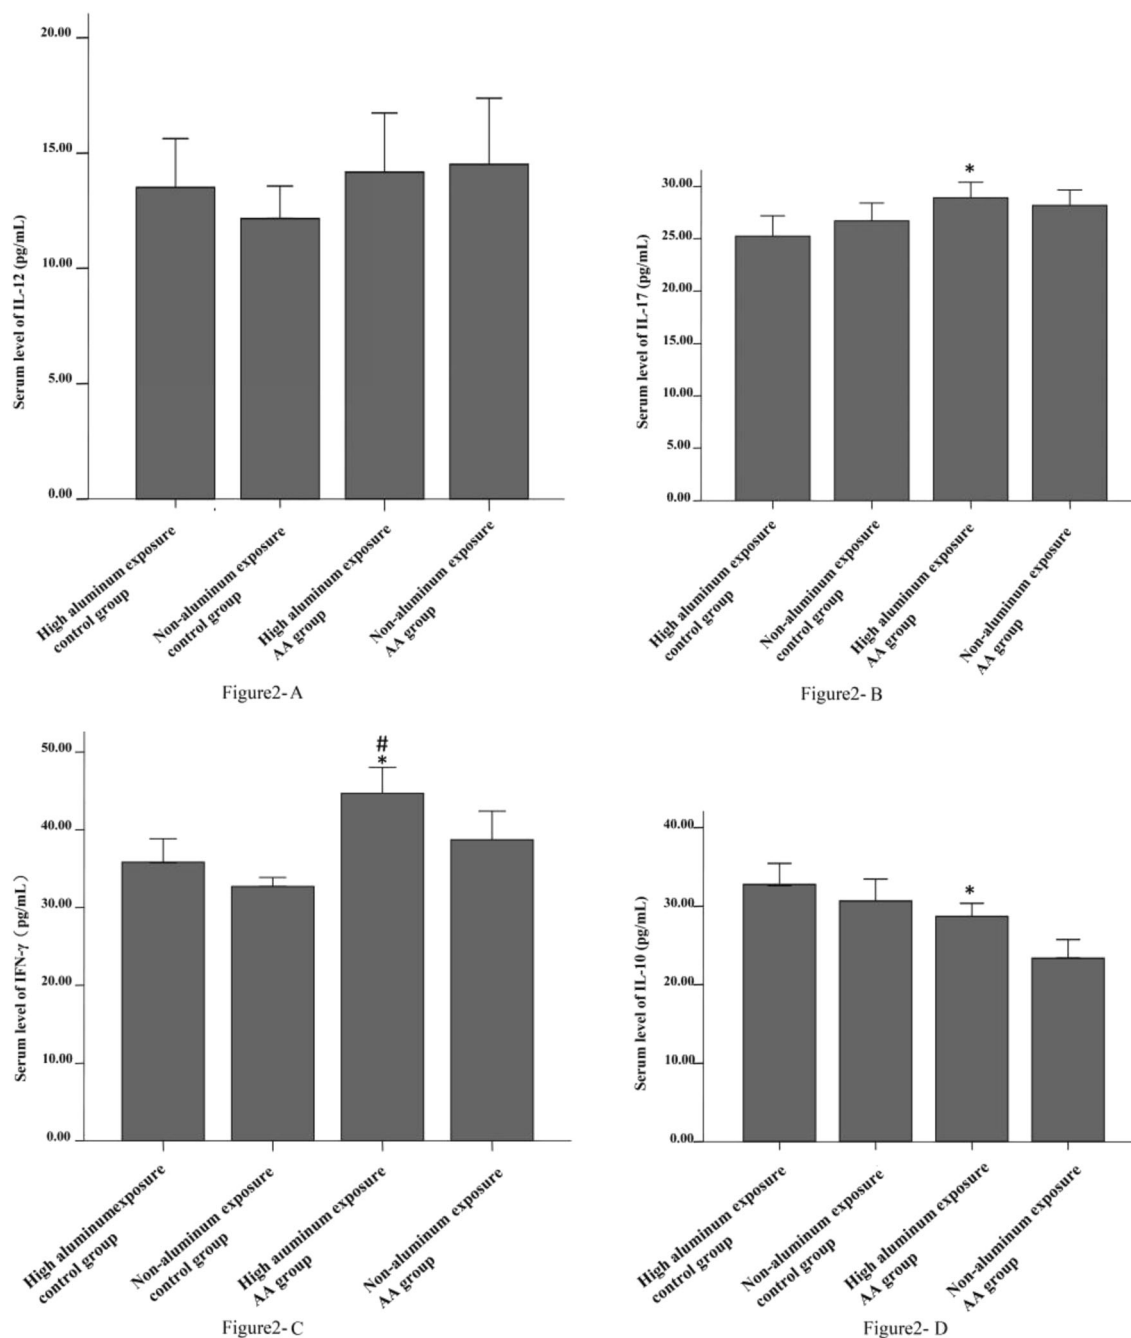 20.00
15.00
10.00
5.00
0.00
Serum level of IL-12 (pg/mL)
High aluminum exposure
control group
Non-aluminum exposure
control group
High aluminum exposure
AA group
Non-aluminum exposure
AA group
Figure2- A
*
30.00
25.00
20.00
15.00
10.00
5.00
0.00
Serum level of IL-17 (pg/mL)
High aluminum exposure
control group
Non-aluminum exposure
control group
High aluminum exposure
AA group
Non-aluminum exposure
AA group
Figure2- B
#
*
50.00
40.00
30.00
20.00
10.00
0.00
Serum level of IFN-γ（pg/mL）
High aluminumexposure
control group
Non-aluminum exposure
control group
High aluminum exposure
AA group
Non-aluminum exposure
AA group
Figure2- C
*
40.00
30.00
20.00
10.00
0.00
Serum level of IL-10 (pg/mL)
High aluminum exposure
control group
Non-aluminum exposure
control group
High aluminum exposure
AA group
Non-aluminum exposure
AA group
Figure2- D